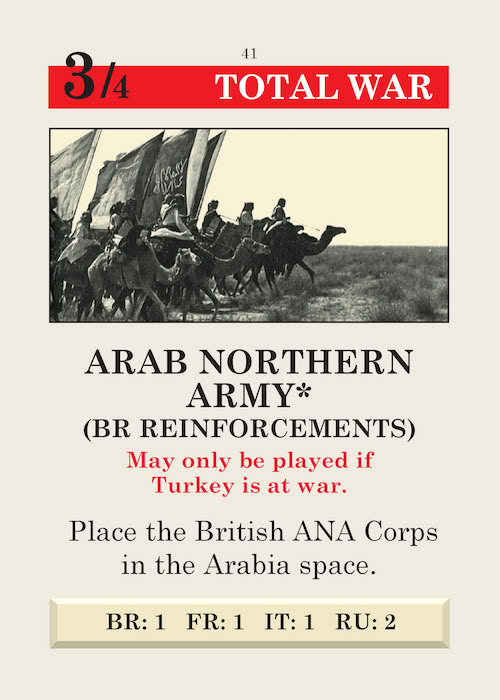 41
3/4 TOTAL WAR
ARAB NORTHERN
ARMY*
(BR REINFORCEMENTS)
May only be played if
Turkey is at war.
Place the British ANA Corps
in the Arabia space.
BR: 1 FR: 1 IT: 1 RU: 2